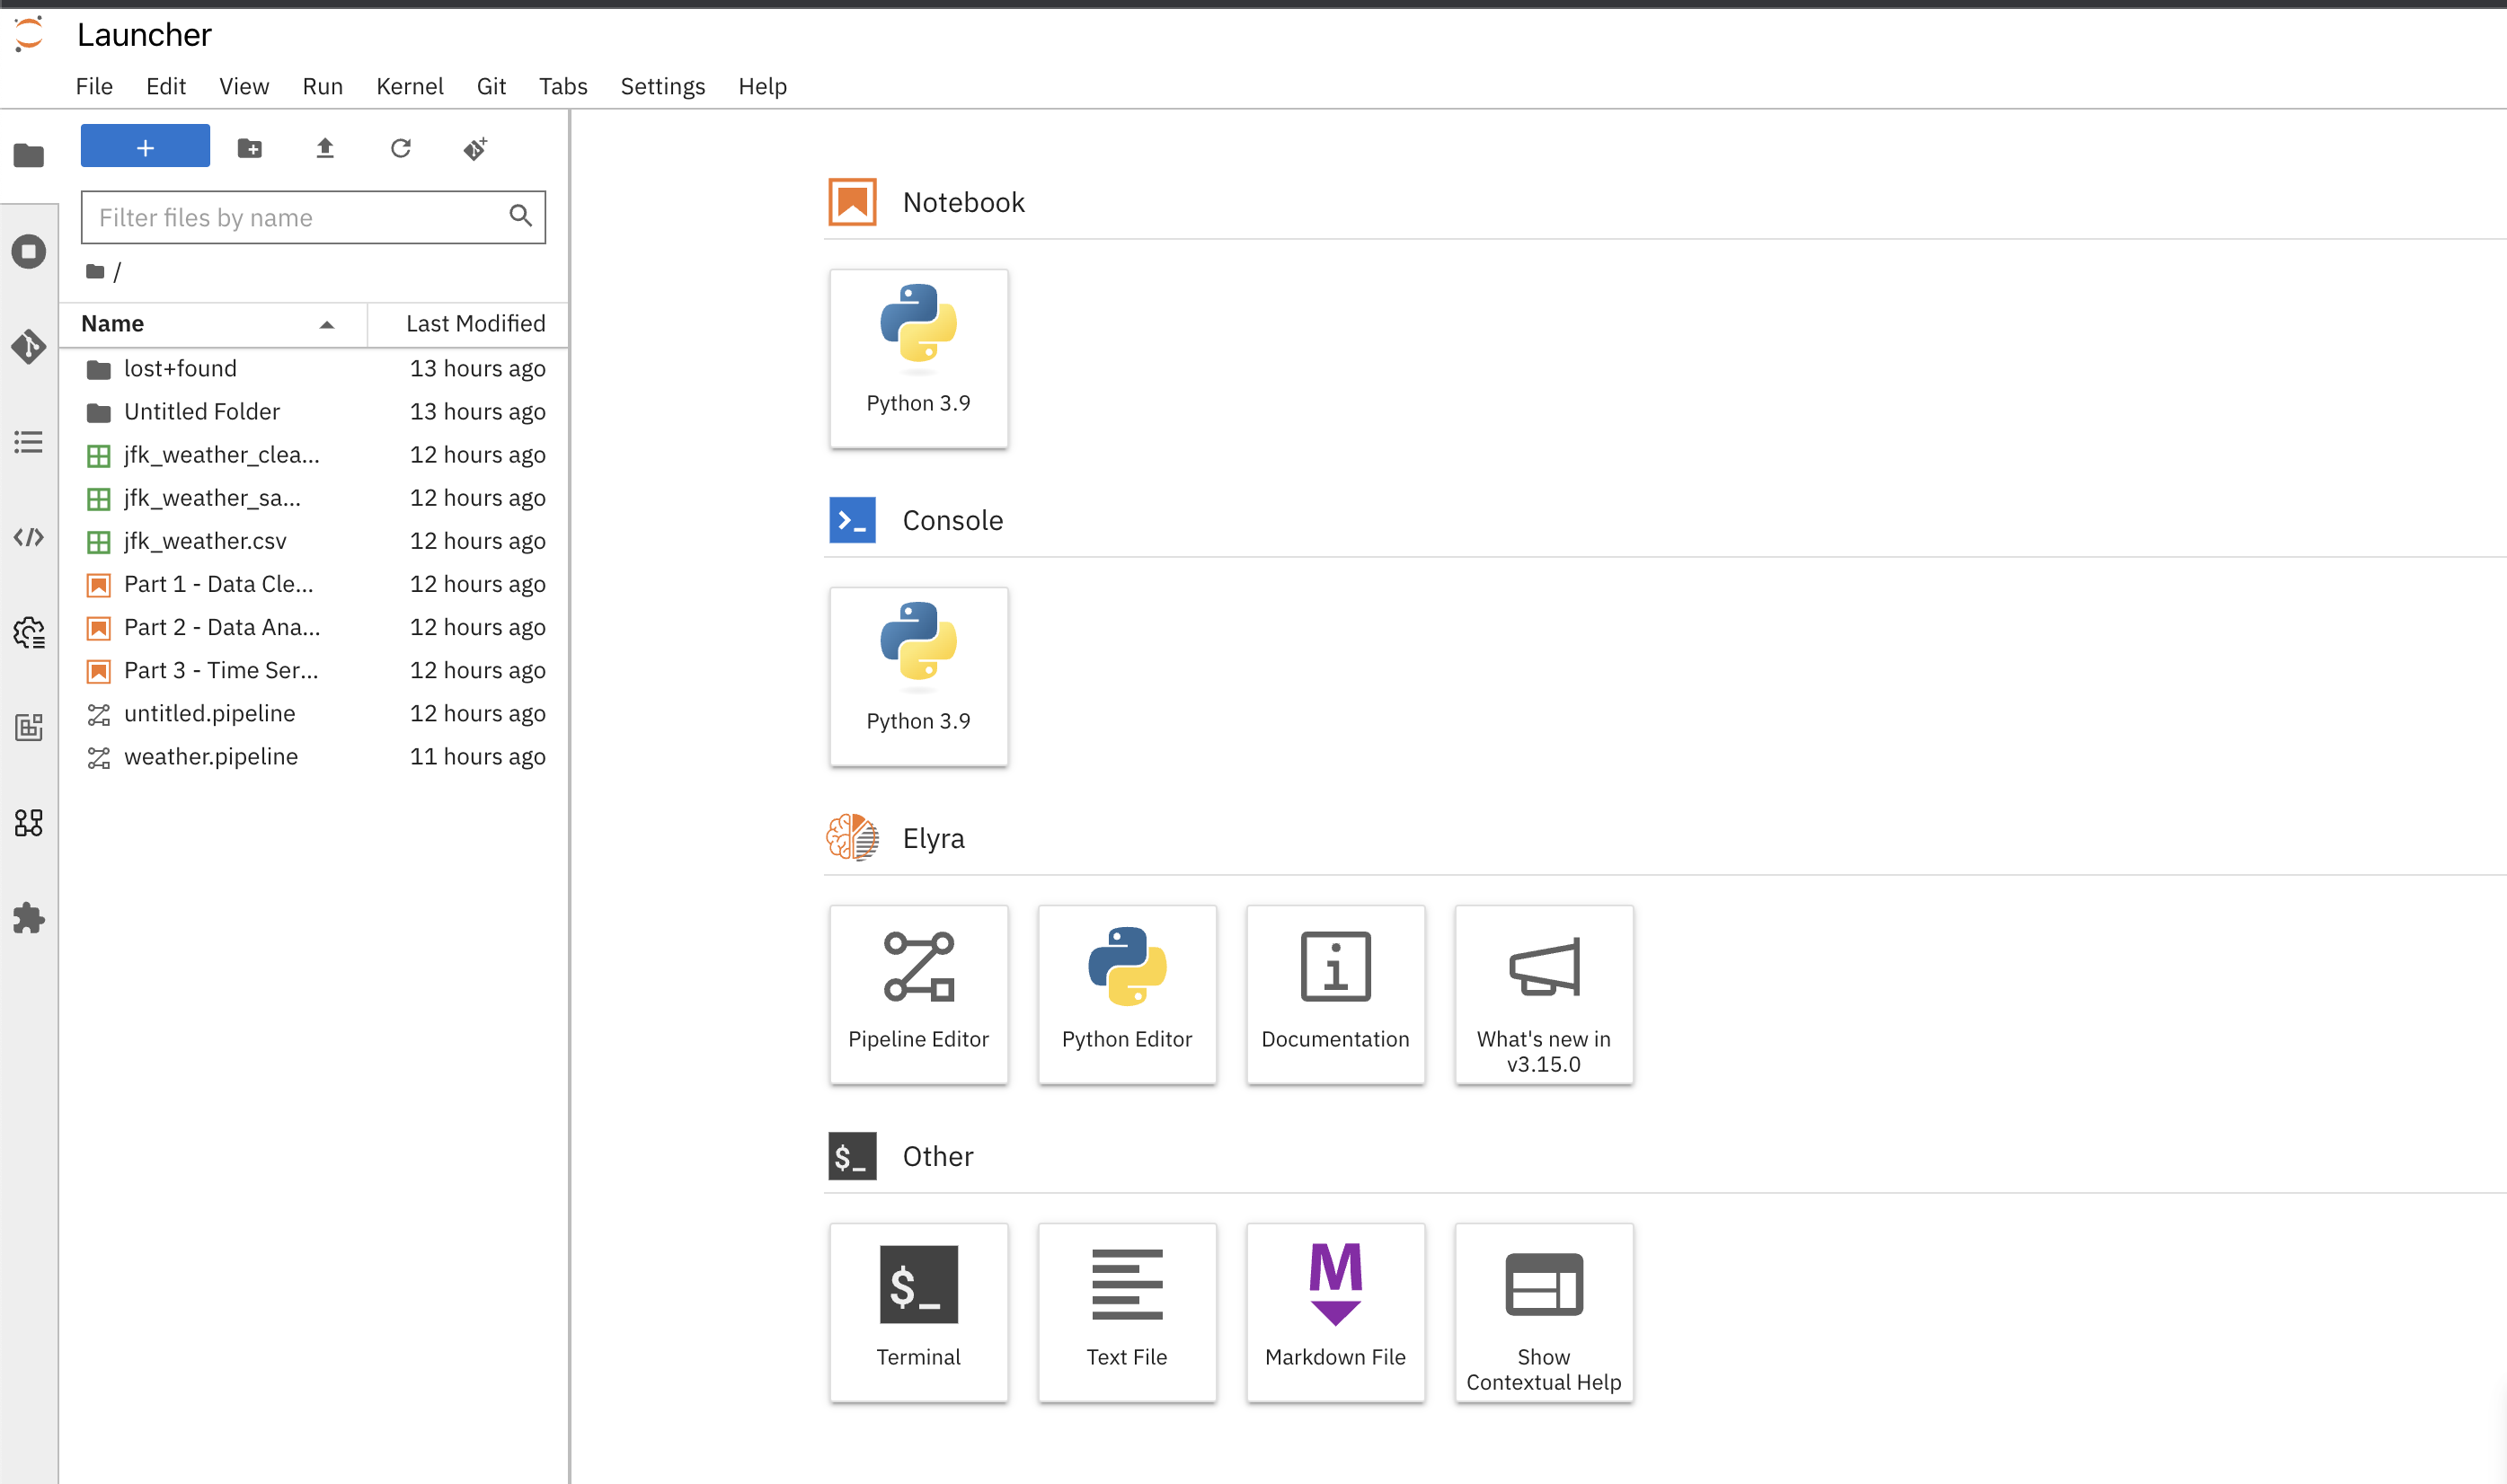 Launcher
File Edit View Run Kernel Git Tabs Settings Help
+
Filter files by name
/
Name Last Modified
lost+found 13 hours ago
Untitled Folder 13 hours ago
jfk_weather_clea... 12 hours ago
jfk_weather_sa... 12 hours ago
jfk_weather.csv 12 hours ago
Part 1 - Data Cle... 12 hours ago
Part 2 - Data Ana... 12 hours ago
Part 3 - Time Ser... 12 hours ago
untitled.pipeline 12 hours ago
weather.pipeline 11 hours ago
Notebook
Python 3.9
Console
Python 3.9
Elyra
Pipeline Editor
Python Editor
Documentation
What's new in
v3.15.0
$_ Other
$_
Terminal
Text File
M
Markdown File
Show
Contextual Help